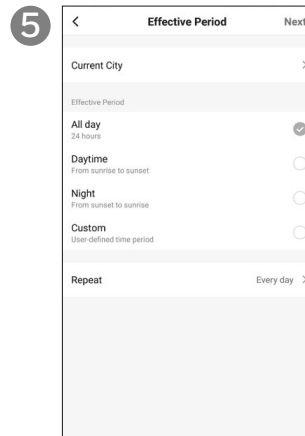 5
Effective Period
Next
Current City
Effective Period
All day
24 hours
Daytime
From sunrise to sunset
Night
From sunset to sunrise
Custom
User-defined time period
Repeat
Every day